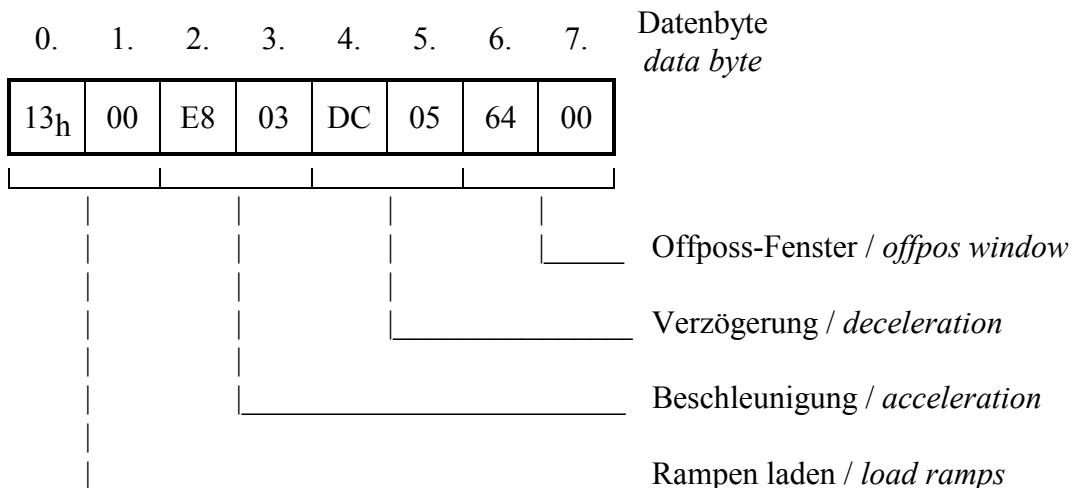 0. 1. 2. 3. 4. 5. 6. 7. Datenbyte
data byte
13h 00 E8 03 DC 05 64 00
Offposs-Fenster / offpos window
Verzögerung / deceleration
Beschleunigung / acceleration
Rampen laden / load ramps